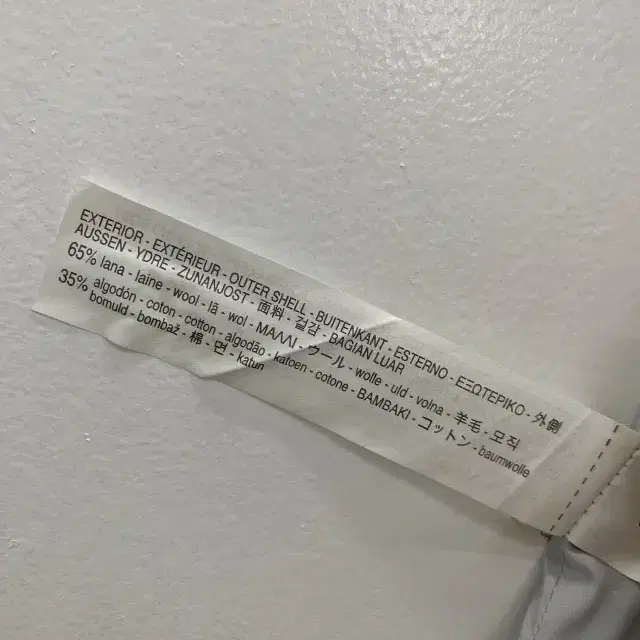 EXTERIOR - EXTÉRIEUR - OUTER SHELL - BUITENKANT - ESTERNO - ΕΞΩΤΕΡΙΚΟ - 外側
AUSSEN - YDRE - ZUNANJOST - 面料 - 겉감 - BAGIAN LUAR
65% lana - laine - wool - lã - wol - ΜΑΛΛΙ - ウール - wolle - uld - volna - 羊毛 - 모직
35% algodón - coton - cotton - algodão - katoen - cotone - ΒΑΜΒΑΚΙ - コットン - baumwolle
bomuld - bombaž - 棉 - 면 - katun